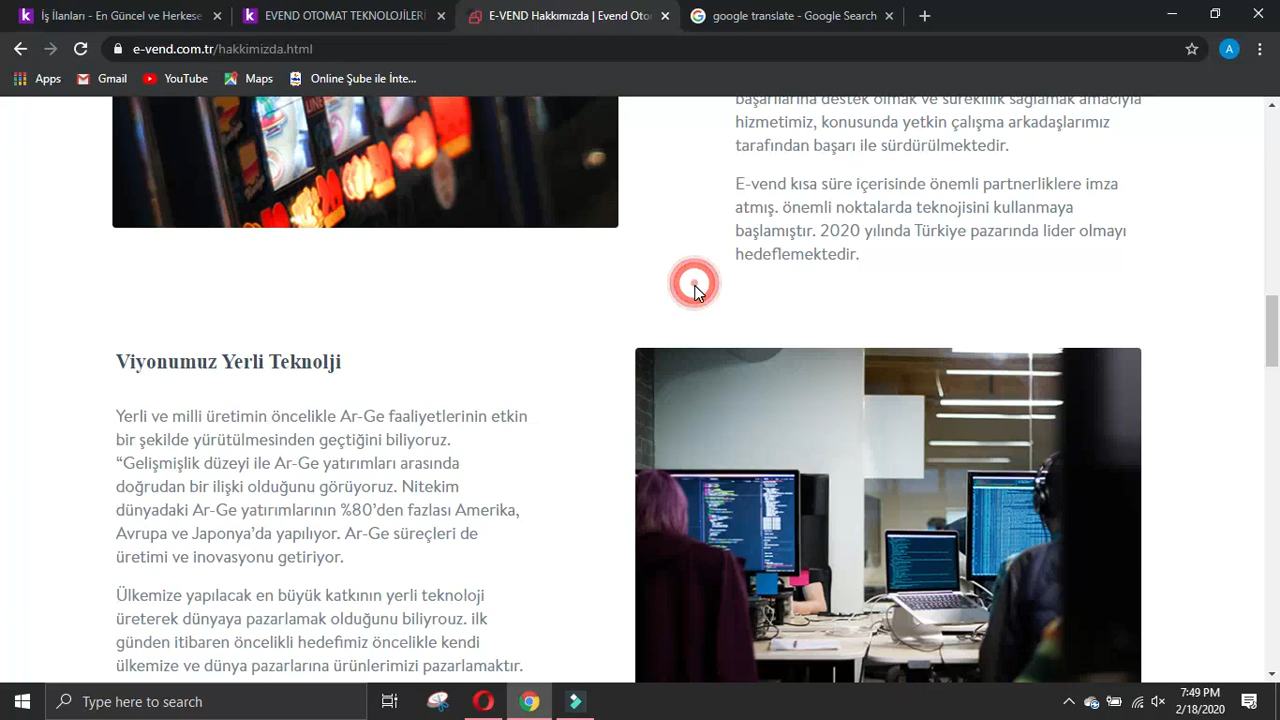 İş İlanları - En Güncel ve Herkese
EVEND OTOMAT TEKNOLOJİLERİ
E-VEND Hakkımızda | Evend Oto
google translate - Google Search
e-vend.com.tr/hakkimizda.html
A
Apps
Gmail
YouTube
Maps
Online Şube ile İnte...
başarılarına destek olmak ve süreklilik sağlamak amacıyla
hizmetimiz, konusunda yetkin çalışma arkadaşlarımız
tarafından başarı ile sürdürülmektedir.
E-vend kısa süre içerisinde önemli partnerliklere imza
atmış. önemli noktalarda teknojisini kullanmaya
başlamıştır. 2020 yılında Türkiye pazarında lider olmayı
hedeflemektedir.
Viyonumuz Yerli Teknolji
Yerli ve milli üretimin öncelikle Ar-Ge faaliyetlerinin etkin
bir şekilde yürütülmesinden geçtiğini biliyoruz.
“Gelişmişlik düzeyi ile Ar-Ge yatırımları arasında
doğrudan bir ilişki olduğunu görüyoruz. Nitekim
dünyadaki Ar-Ge yatırımlarının %80’den fazlası Amerika,
Avrupa ve Japonya’da yapılıyor. Ar-Ge süreçleri de
üretimi ve inovasyonu getiriyor.
Ülkemize yapılacak en büyük katkının yerli teknoloji
üreterek dünyaya pazarlamak olduğunu biliyrouz. ilk
günden itibaren öncelikli hedefimiz öncelikle kendi
ülkemize ve dünya pazarlarına ürünlerimizi pazarlamaktır.
Type here to search
7:49 PM
2/18/2020